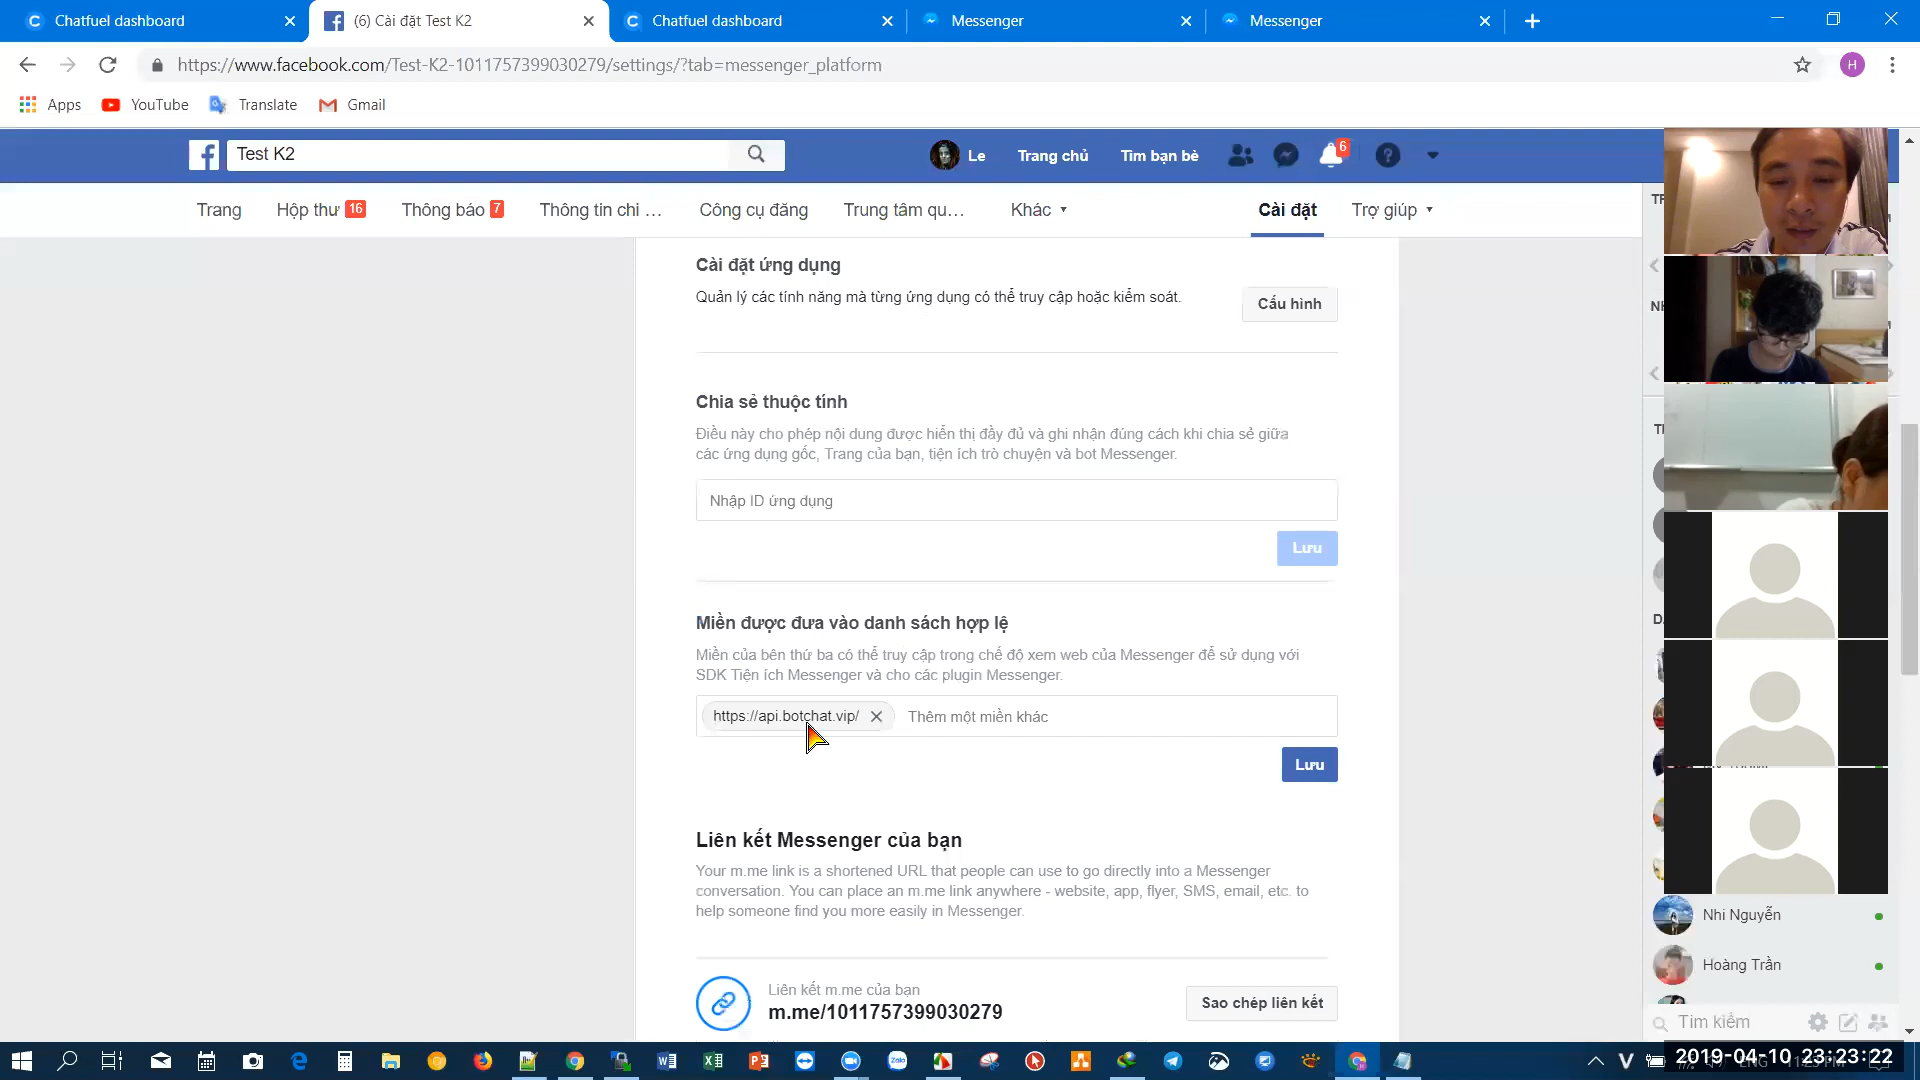 Chatfuel dashboard
(6) Cài đặt Test K2
Chatfuel dashboard
Messenger
Messenger
https://www.facebook.com/Test-K2-1011757399030279/settings/?tab=messenger_platform
H
Apps
YouTube
Translate
Gmail
Test K2
Le
Trang chủ
Tìm bạn bè
6
Trang
Hộp thư 16
Thông báo 7
Thông tin chi ...
Công cụ đăng
Trung tâm qu...
Khác
Cài đặt
Trợ giúp
Cài đặt ứng dụng
Quản lý các tính năng mà từng ứng dụng có thể truy cập hoặc kiểm soát.
Cấu hình
Chia sẻ thuộc tính
Điều này cho phép nội dung được hiển thị đầy đủ và ghi nhận đúng cách khi chia sẻ giữa
các ứng dụng gốc, Trang của bạn, tiện ích trò chuyện và bot Messenger.
Nhập ID ứng dụng
Lưu
Miền được đưa vào danh sách hợp lệ
Miền của bên thứ ba có thể truy cập trong chế độ xem web của Messenger để sử dụng với
SDK Tiện ích Messenger và cho các plugin Messenger.
https://api.botchat.vip/
Thêm một miền khác
Lưu
Liên kết Messenger của bạn
Your m.me link is a shortened URL that people can use to go directly into a Messenger
conversation. You can place an m.me link anywhere - website, app, flyer, SMS, email, etc. to
help someone find you more easily in Messenger.
Liên kết m.me của bạn
m.me/1011757399030279
Sao chép liên kết
Nhi Nguyễn
Hoàng Trần
Tìm kiếm
2019-04-10 23:23:22